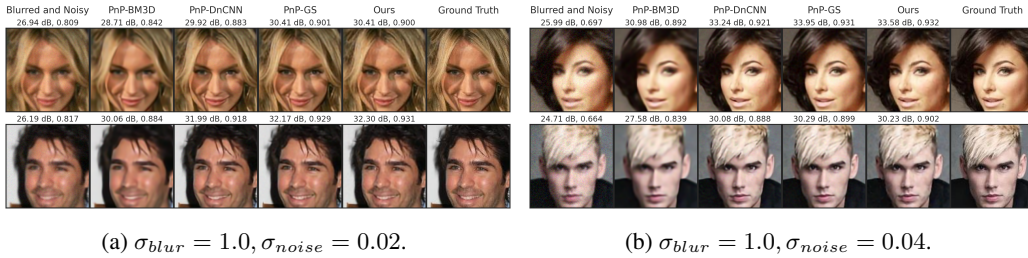 Blurred and Noisy PnP-BM3D PnP-DnCNN PnP-GS Ours Ground Truth
26.94 dB, 0.809 28.71 dB, 0.842 29.92 dB, 0.883 30.41 dB, 0.901 30.41 dB, 0.900
26.19 dB, 0.817 30.06 dB, 0.884 31.99 dB, 0.918 32.17 dB, 0.929 32.30 dB, 0.931
(a) σ_blur = 1.0, σ_noise = 0.02.
Blurred and Noisy PnP-BM3D PnP-DnCNN PnP-GS Ours Ground Truth
25.99 dB, 0.697 30.98 dB, 0.892 33.24 dB, 0.921 33.95 dB, 0.931 33.58 dB, 0.932
24.71 dB, 0.664 27.58 dB, 0.839 30.08 dB, 0.888 30.29 dB, 0.899 30.23 dB, 0.902
(b) σ_blur = 1.0, σ_noise = 0.04.